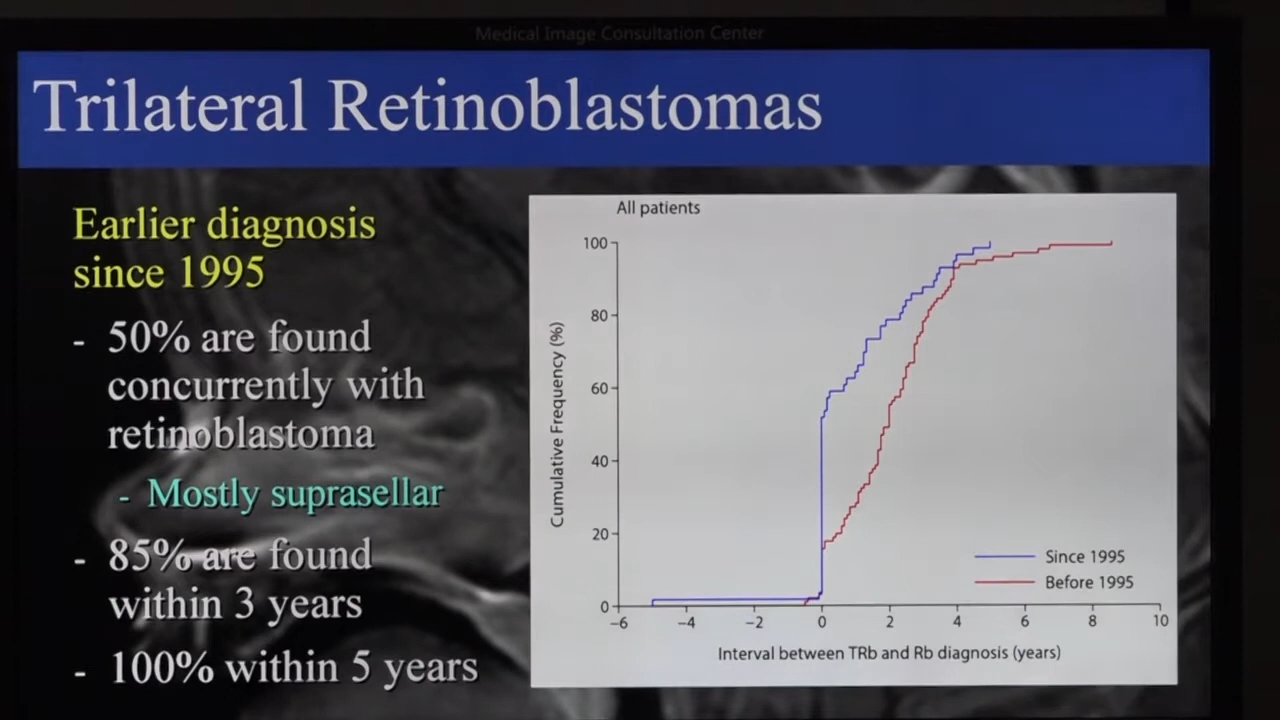 Medical Image Consultation Center
Trilateral Retinoblastomas
Earlier diagnosis
since 1995
- 50% are found
concurrently with
retinoblastoma
- Mostly suprasellar
- 85% are found
within 3 years
- 100% within 5 years
All patients
Cumulative Frequency (%)
100
80
60
40
20
0
Since 1995
Before 1995
−6 −4 −2 0 2 4 6 8 10
Interval between TRb and Rb diagnosis (years)